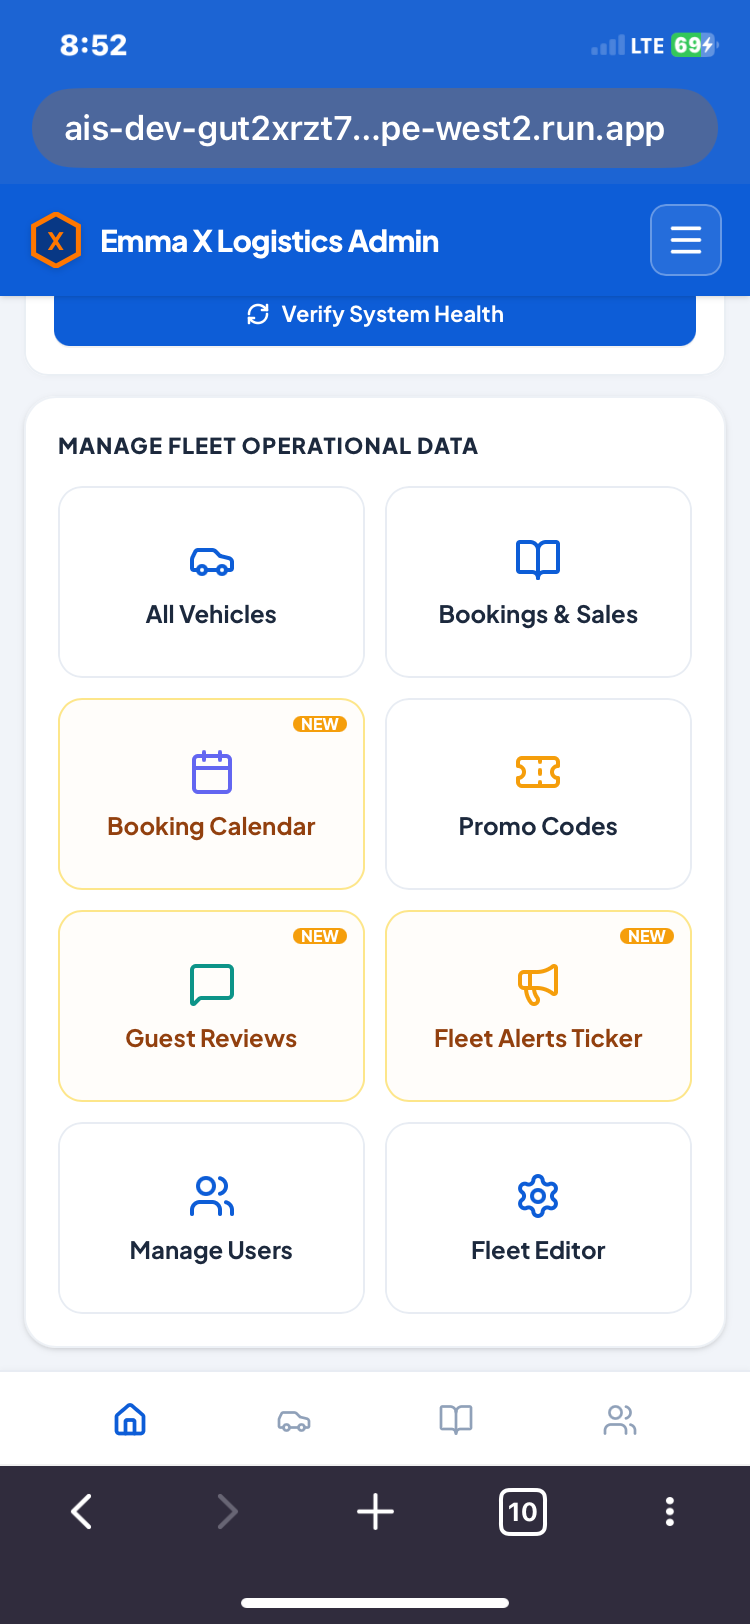 8:52
LTE 69
ais-dev-gut2xrzt7...pe-west2.run.app
X Emma X Logistics Admin
Verify System Health
MANAGE FLEET OPERATIONAL DATA
All Vehicles
Bookings & Sales
NEW
Booking Calendar
Promo Codes
NEW
Guest Reviews
NEW
Fleet Alerts Ticker
Manage Users
Fleet Editor
10